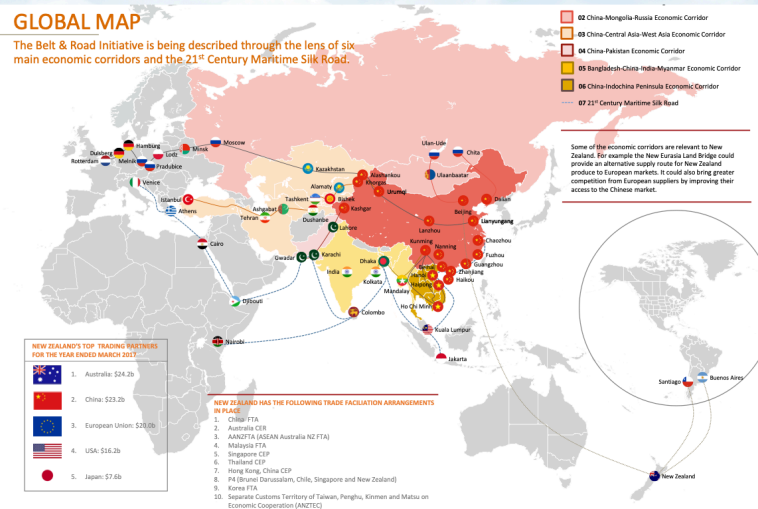 GLOBAL MAP
The Belt & Road Initiative is being described through the lens of six
main economic corridors and the 21st Century Maritime Silk Road.
02 China-Mongolia-Russia Economic Corridor
03 China-Central Asia-West Asia Economic Corridor
04 China-Pakistan Economic Corridor
05 Bangladesh-China-India-Myanmar Economic Corridor
06 China-Indochina Peninsula Economic Corridor
07 21st Century Maritime Silk Road
Some of the economic corridors are relevant to New
Zealand. For example the New Eurasia Land Bridge could
provide an alternative supply route for New Zealand
produce to European markets. It could also bring greater
competition from European suppliers by improving their
access to the Chinese market.
Hamburg
Duisberg
Rotterdam
Melnik
Lodz
Pradubice
Minsk
Moscow
Venice
Istanbul
Athens
Kazakhstan
Alashankou
Khorgas
Alamaty
Urumqi
Tashkent
Bishek
Ashgabat
Tehran
Dushanbe
Kashgar
Ulan-Ude
Chita
Ulaanbaatar
Beijing
Dalian
Lianyungang
Lanzhou
Lahore
Cairo
Gwadar
Karachi
India
Dhaka
Kolkata
Mandalay
Kunming
Nanning
Chaozhou
Fuzhou
Guangzhou
Zhanjiang
Haikou
Hanoi
Haipong
Ho Chi Minh
Djibouti
Colombo
Kuala Lumpur
Nairobi
Jakarta
Santiago
Buenos Aires
New Zealand
NEW ZEALAND'S TOP TRADING PARTNERS
FOR THE YEAR ENDED MARCH 2017
1. Australia: $24.2b
2. China: $23.2b
3. European Union: $20.0b
4. USA: $16.2b
5. Japan: $7.6b
NEW ZEALAND HAS THE FOLLOWING TRADE FACILIATION ARRANGEMENTS
IN PLACE
1. China FTA
2. Australia CER
3. AANZFTA (ASEAN Australia NZ FTA)
4. Malaysia FTA
5. Singapore CEP
6. Thailand CEP
7. Hong Kong, China CEP
8. P4 (Brunei Darussalam, Chile, Singapore and New Zealand)
9. Korea FTA
10. Separate Customs Territory of Taiwan, Penghu, Kinmen and Matsu on
Economic Cooperation (ANZTEC)